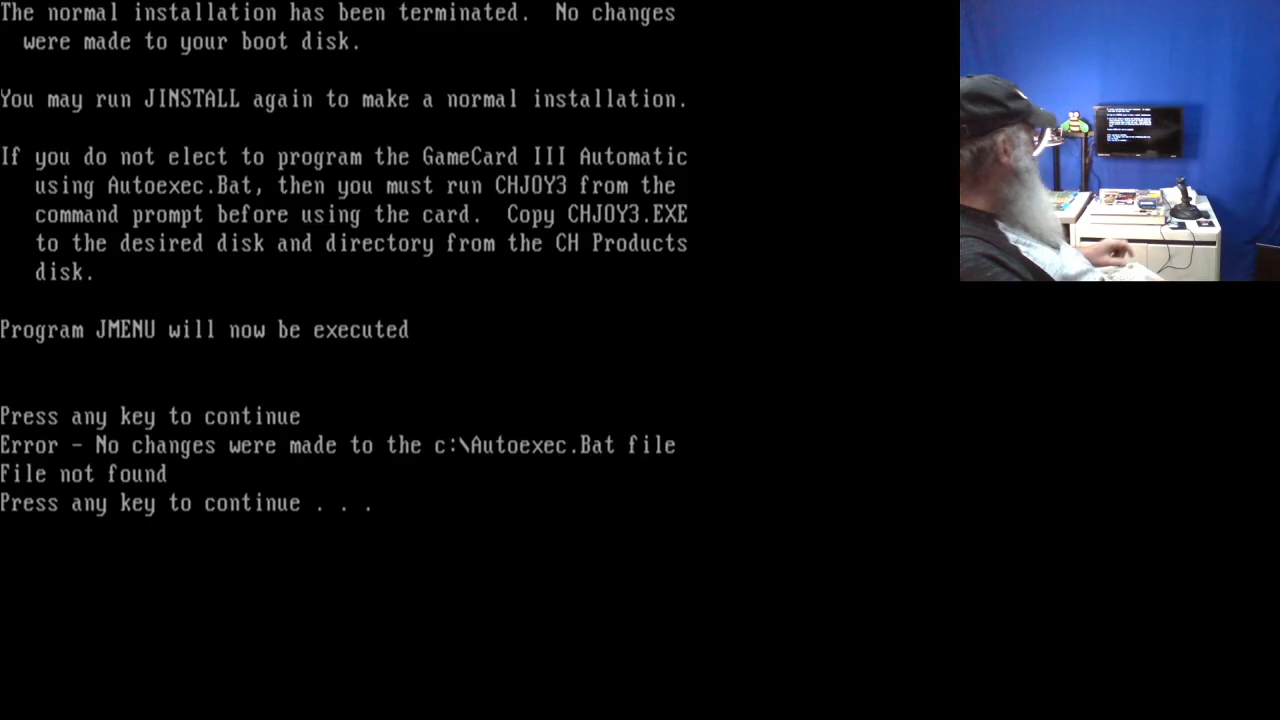 The normal installation has been terminated.  No changes
were made to your boot disk.
You may run JINSTALL again to make a normal installation.
If you do not elect to program the GameCard III Automatic
using Autoexec.Bat, then you must run CHJOY3 from the
command prompt before using the card.  Copy CHJOY3.EXE
to the desired disk and directory from the CH Products
disk.
Program JMENU will now be executed
Press any key to continue
Error - No changes were made to the c:\Autoexec.Bat file
File not found
Press any key to continue . . .